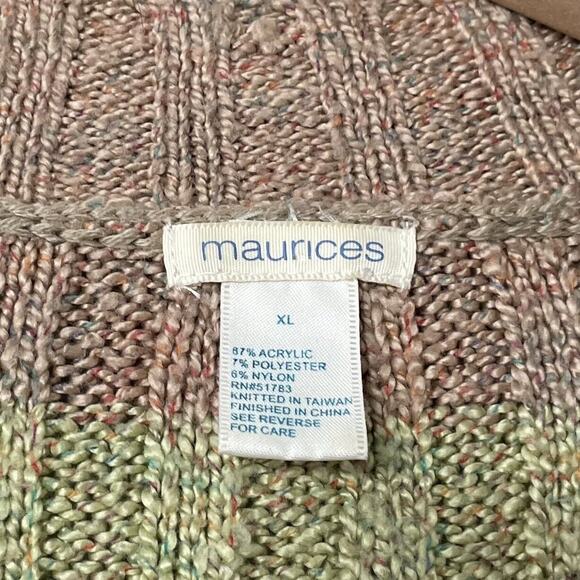 maurices
XL
87% ACRYLIC
7% POLYESTER
6% NYLON
RN#51783
KNITTED IN TAIWAN
FINISHED IN CHINA
SEE REVERSE
FOR CARE